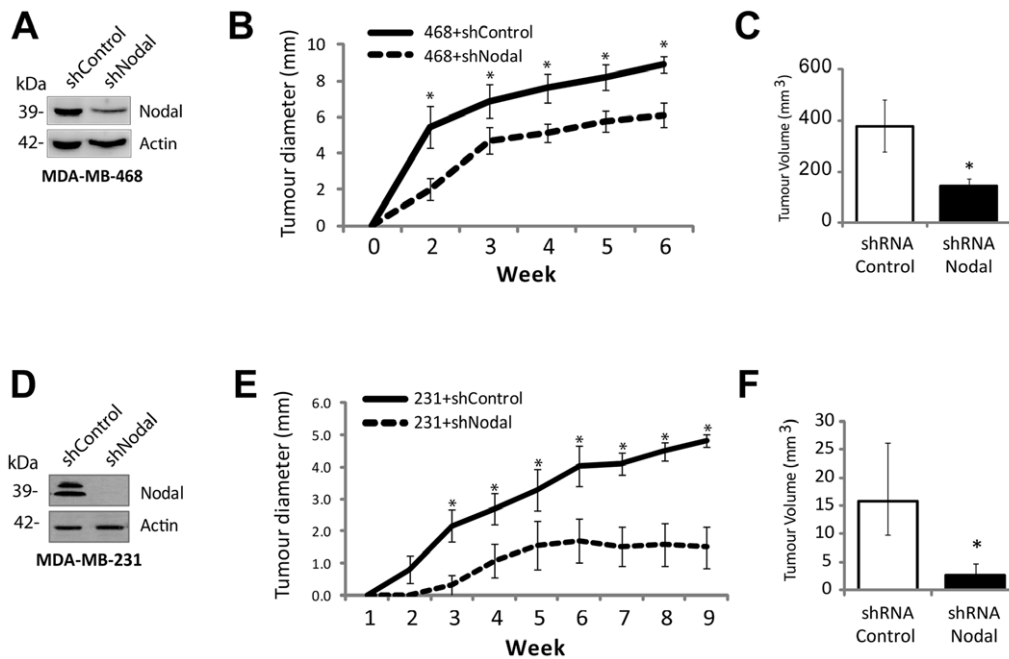 A
shControl
shNodal
kDa
39-
Nodal
42-
Actin
MDA-MB-468
B
468+shControl
468+shNodal
Tumour diameter (mm)
10
8
6
4
2
0
* * * * *
0 2 3 4 5 6
Week
C
Tumour Volume (mm³)
600
400
200
0
*
shRNA Control
shRNA Nodal
D
shControl
shNodal
kDa
39-
Nodal
42-
Actin
MDA-MB-231
E
231+shControl
231+shNodal
Tumour diameter (mm)
6.0
5.0
4.0
3.0
2.0
1.0
0.0
* * * * * * *
1 2 3 4 5 6 7 8 9
Week
F
Tumour Volume (mm³)
30
25
20
15
10
5
0
*
shRNA Control
shRNA Nodal